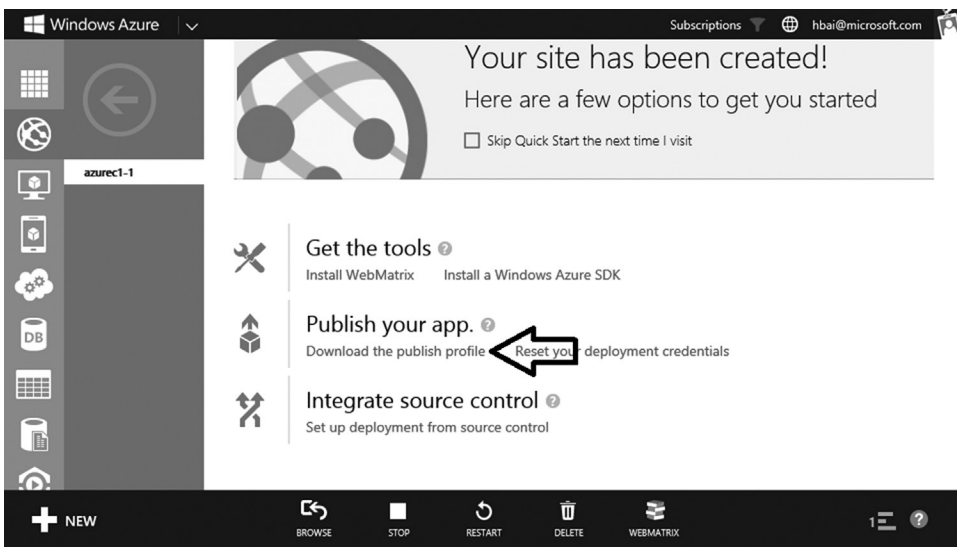 Windows Azure
Subscriptions hbai@microsoft.com
Your site has been created!
Here are a few options to get you started
Skip Quick Start the next time I visit
azurec1-1
Get the tools ?
Install WebMatrix Install a Windows Azure SDK
Publish your app. ?
Download the publish profile Reset your deployment credentials
Integrate source control ?
Set up deployment from source control
DB
NEW
BROWSE
STOP
RESTART
DELETE
WEBMATRIX
1
?